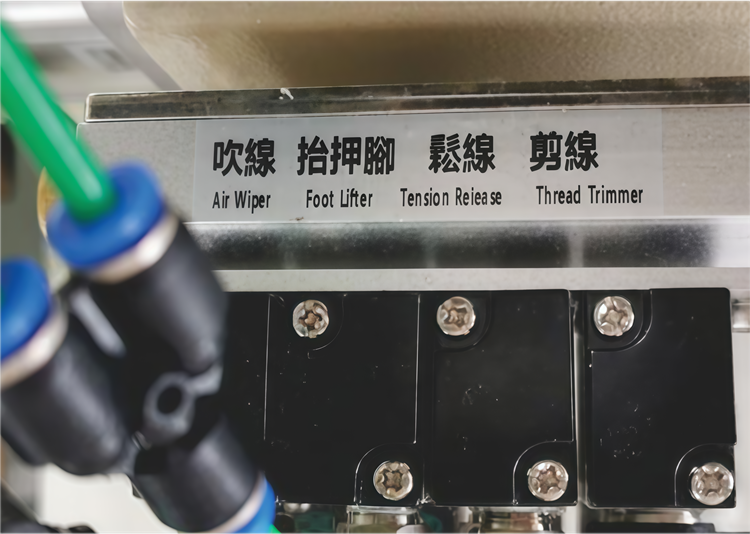 吹線 抬押腳 鬆線 剪線
Air Wiper Foot Lifter Tension Reiease Thread Trimmer